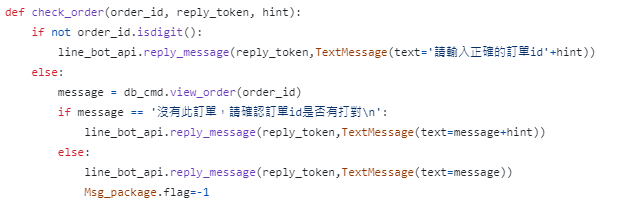 def check_order(order_id, reply_token, hint):
    if not order_id.isdigit():
        line_bot_api.reply_message(reply_token,TextMessage(text='請輸入正確的訂單id'+hint))
    else:
        message = db_cmd.view_order(order_id)
        if message == '沒有此訂單，請確認訂單id是否有打對\n':
            line_bot_api.reply_message(reply_token,TextMessage(text=message+hint))
        else:
            line_bot_api.reply_message(reply_token,TextMessage(text=message))
            Msg_package.flag=-1